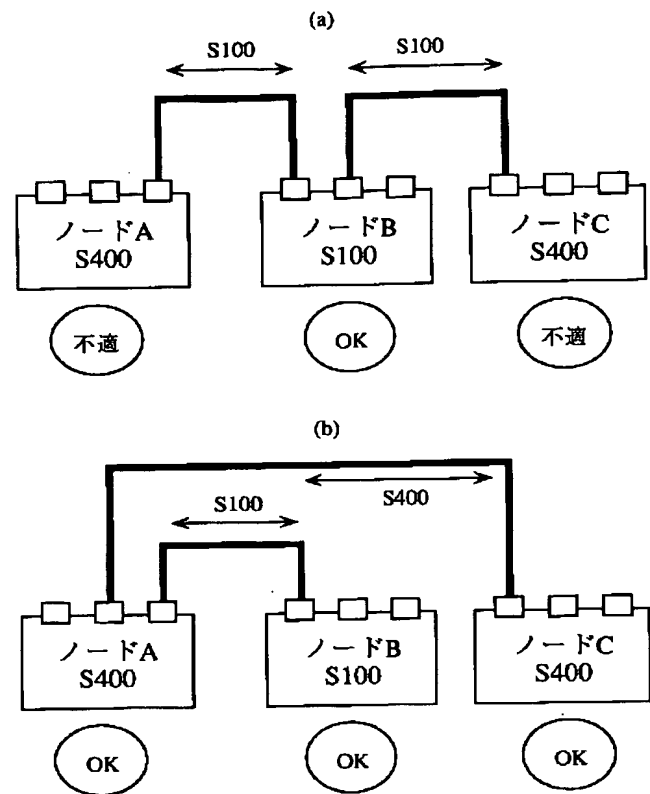 (a)
S100 S100
ノードA ノードB ノードC
S400 S100 S400
不適 OK 不適
(b)
S400
S100
ノードA ノードB ノードC
S400 S100 S400
OK OK OK